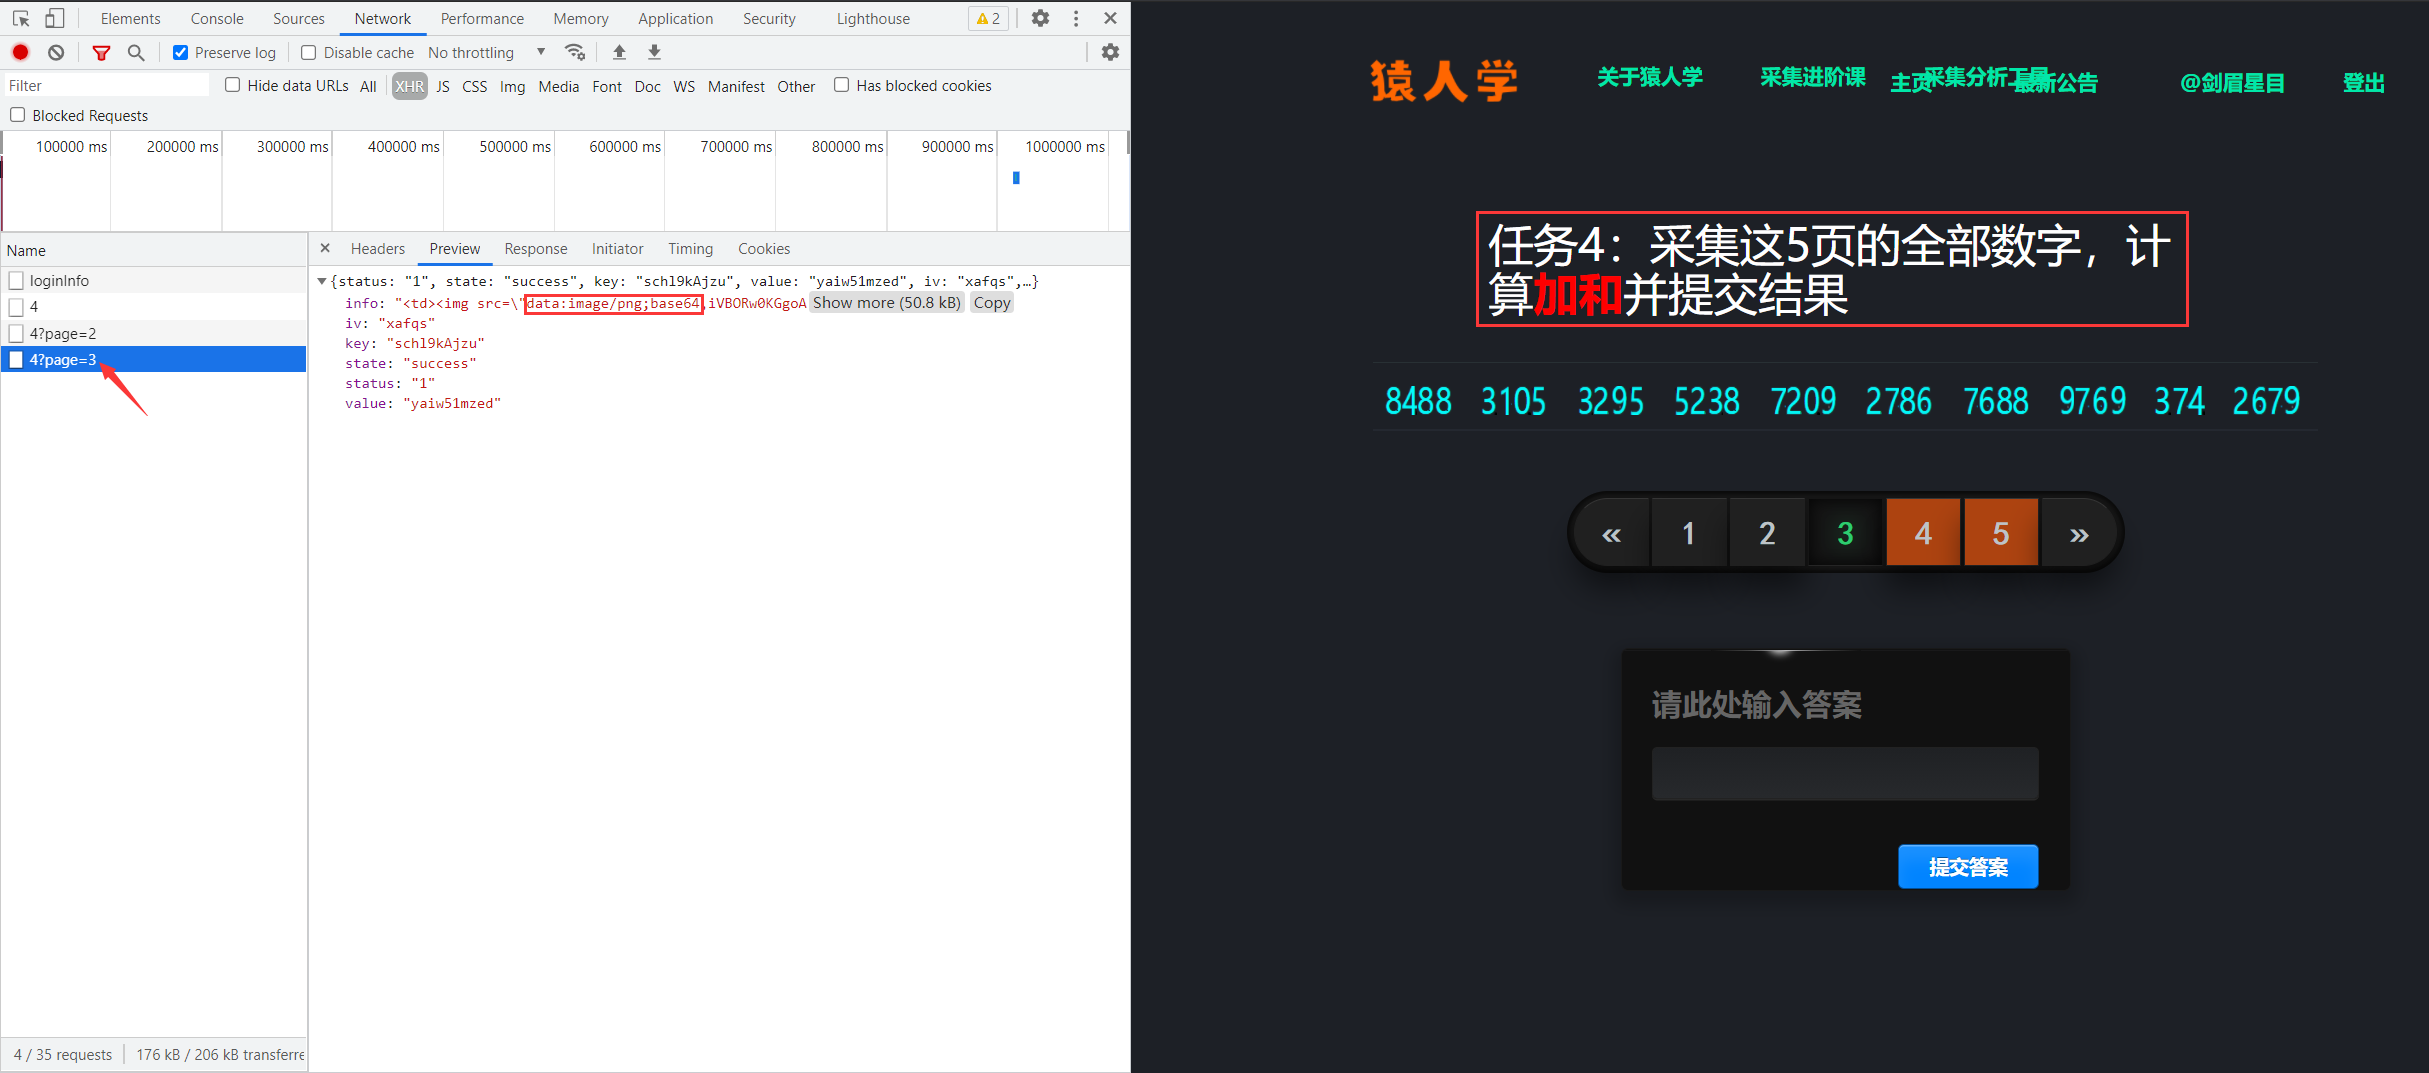 Elements Console Sources Network Performance Memory Application Security Lighthouse 2
Preserve log Disable cache No throttling
Filter Hide data URLs All XHR JS CSS Img Media Font Doc WS Manifest Other Has blocked cookies
Blocked Requests
100000 ms 200000 ms 300000 ms 400000 ms 500000 ms 600000 ms 700000 ms 800000 ms 900000 ms 1000000 ms
Name
loginInfo
4
4?page=2
4?page=3
4 / 35 requests 176 kB / 206 kB transferre
Headers Preview Response Initiator Timing Cookies
{status: "1", state: "success", key: "schl9kAjzu", value: "yaiw51mzed", iv: "xafqs",…}
info: "<td><img src=\"data:image/png;base64,iVBORw0KGgoA Show more (50.8 kB) Copy
iv: "xafqs"
key: "schl9kAjzu"
state: "success"
status: "1"
value: "yaiw51mzed"
猿人学 关于猿人学 采集进阶课 主页 采集分析工具 最新公告 @剑眉星目 登出
任务4：采集这5页的全部数字，计
算加和并提交结果
8488 3105 3295 5238 7209 2786 7688 9769 374 2679
« 1 2 3 4 5 »
请此处输入答案
提交答案